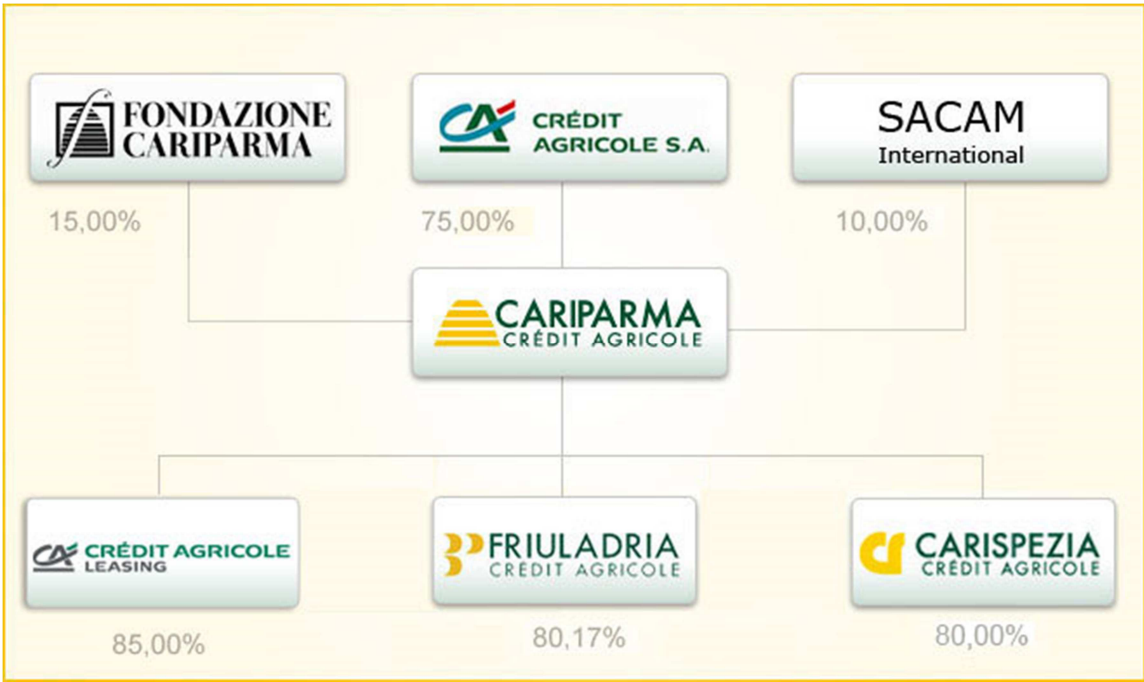 FONDAZIONE
CARIPARMA
CRÉDIT
AGRICOLE S.A.
SACAM
International
15,00%
75,00%
10,00%
CARIPARMA
CRÉDIT AGRICOLE
CRÉDIT AGRICOLE
LEASING
FRIULADRIA
CRÉDIT AGRICOLE
CARISPEZIA
CRÉDIT AGRICOLE
85,00%
80,17%
80,00%